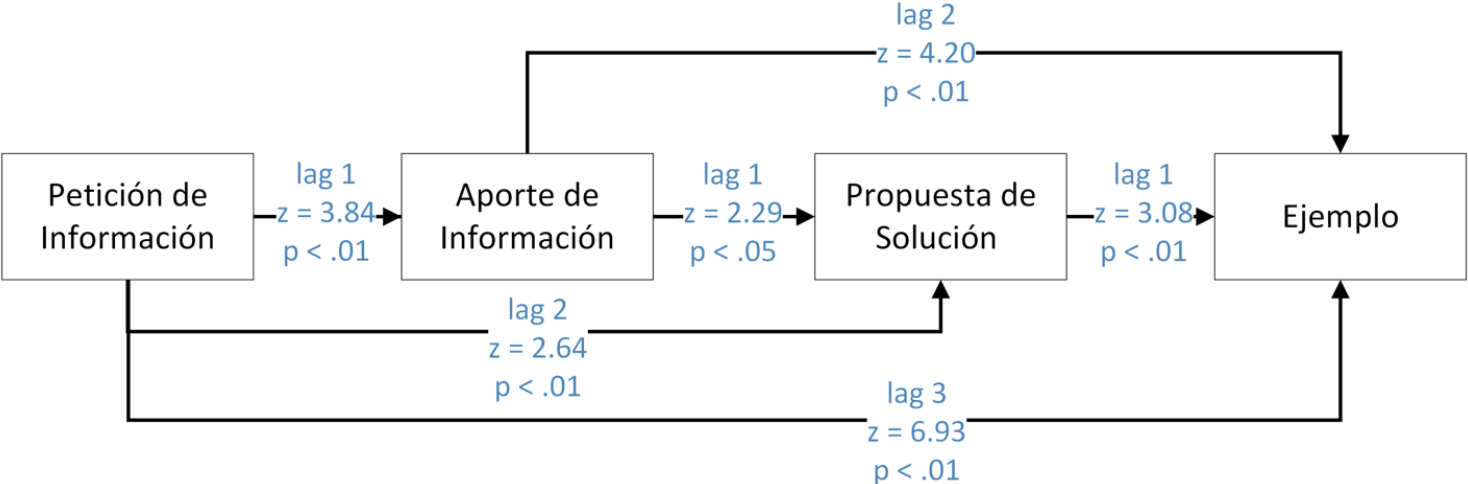 lag 2
z = 4.20
p < .01
Petición de
Información
lag 1
z = 3.84
p < .01
Aporte de
Información
lag 1
z = 2.29
p < .05
Propuesta de
Solución
lag 1
z = 3.08
p < .01
Ejemplo
lag 2
z = 2.64
p < .01
lag 3
z = 6.93
p < .01